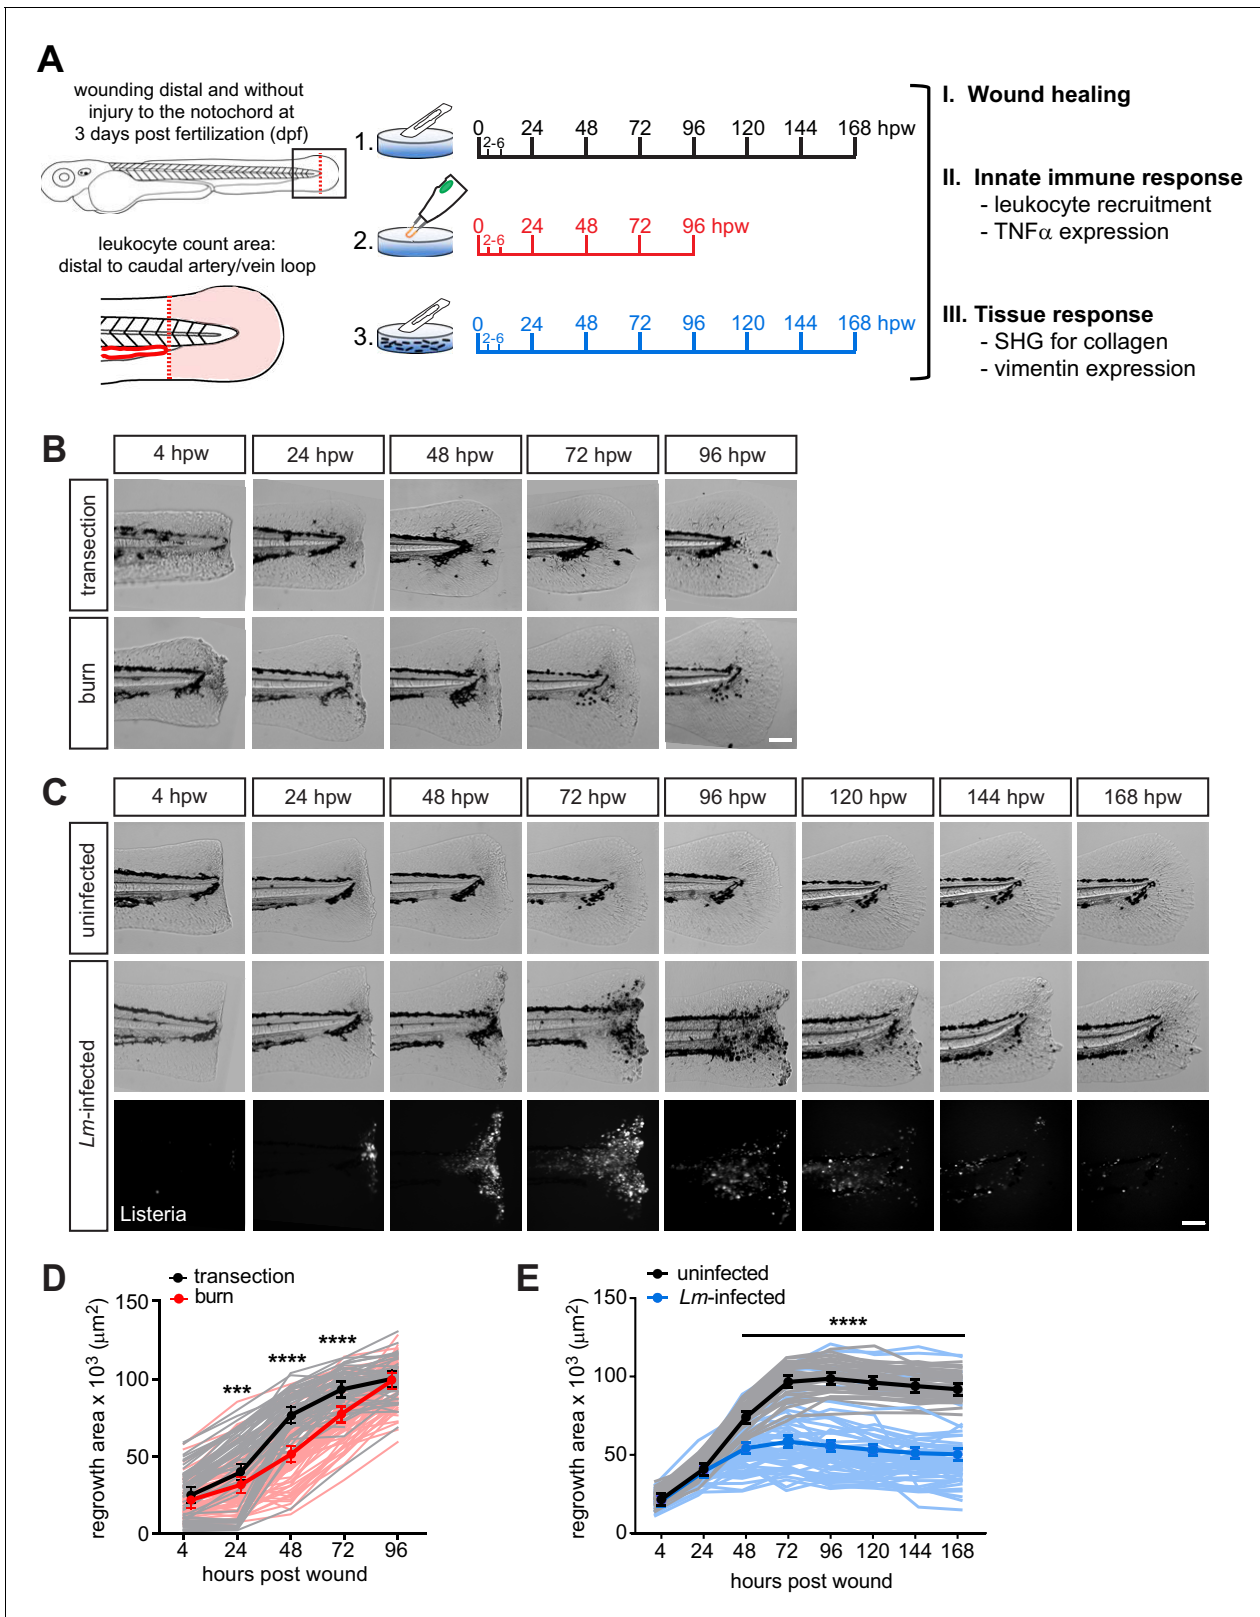 A
wounding distal and without
injury to the notochord at
3 days post fertilization (dpf)
leukocyte count area:
distal to caudal artery/vein loop
1.
0 24 48 72 96 120 144 168 hpw
2-6
2.
0 24 48 72 96 hpw
2-6
3.
0 24 48 72 96 120 144 168 hpw
2-6
I. Wound healing
II. Innate immune response
- leukocyte recruitment
- TNFα expression
III. Tissue response
- SHG for collagen
- vimentin expression
B
4 hpw 24 hpw 48 hpw 72 hpw 96 hpw
transection
burn
C
4 hpw 24 hpw 48 hpw 72 hpw 96 hpw 120 hpw 144 hpw 168 hpw
uninfected
Lm-infected
Listeria
D
transection
burn
regrowth area x 10³ (μm²)
150
100
50
0
*** **** ****
4 24 48 72 96
hours post wound
E
uninfected
Lm-infected
regrowth area x 10³ (μm²)
150
100
50
0
****
4 24 48 72 96 120 144 168
hours post wound